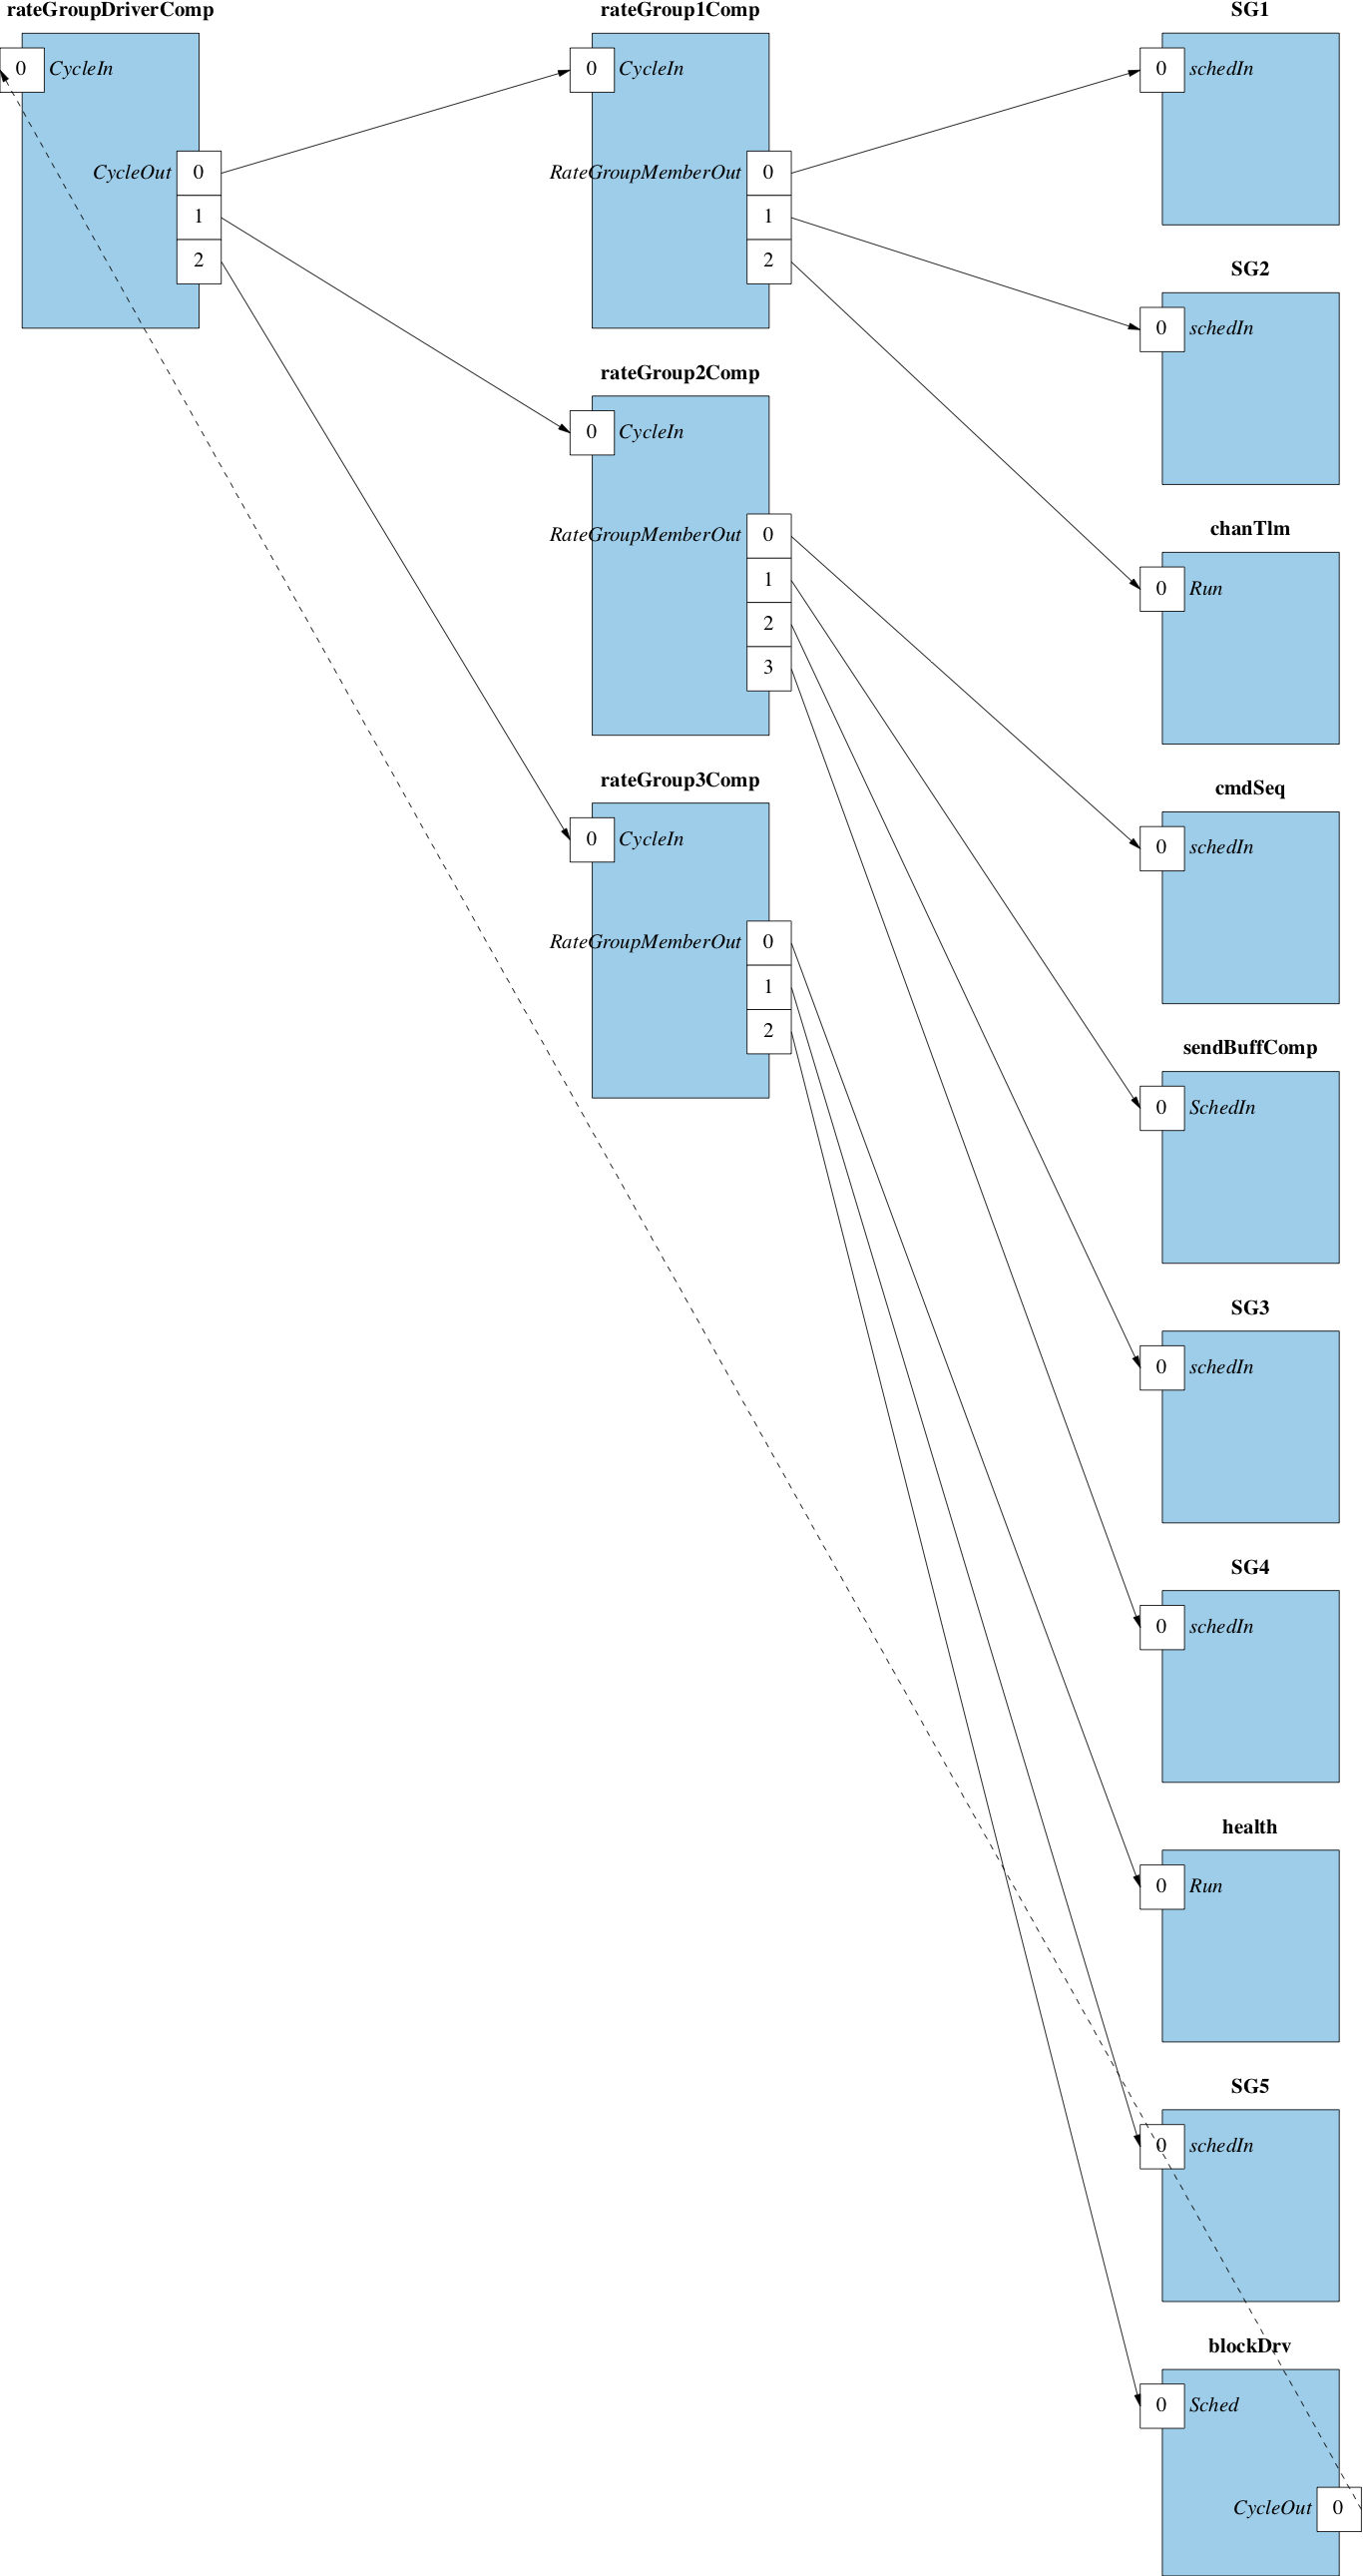 rateGroupDriverComp
0 CycleIn
CycleOut 0
1
2
rateGroup1Comp
0 CycleIn
RateGroupMemberOut 0
1
2
rateGroup2Comp
0 CycleIn
RateGroupMemberOut 0
1
2
3
rateGroup3Comp
0 CycleIn
RateGroupMemberOut 0
1
2
SG1
0 schedIn
SG2
0 schedIn
chanTlm
0 Run
cmdSeq
0 schedIn
sendBuffComp
0 SchedIn
SG3
0 schedIn
SG4
0 schedIn
health
0 Run
SG5
0 schedIn
blockDrv
0 Sched
CycleOut 0